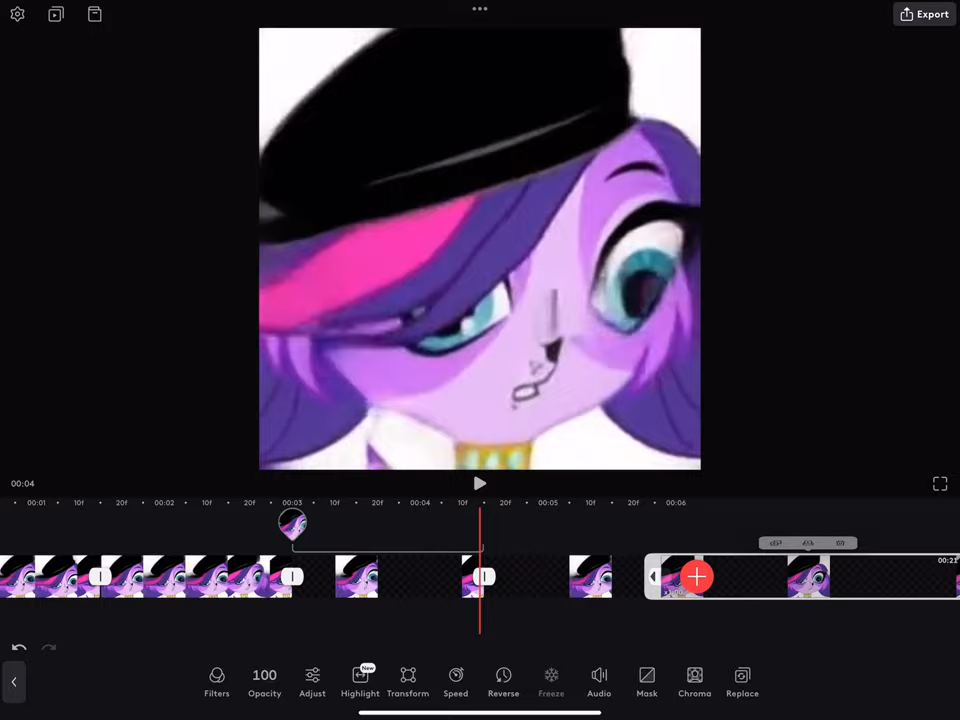 Export
00:04
00:01 10f 20f 00:02 10f 20f 00:03 10f 20f 00:04 10f 20f 00:05 10f 20f 00:06
00:21
x1.00
100
New
Filters Opacity Adjust Highlight Transform Speed Reverse Freeze Audio Mask Chroma Replace